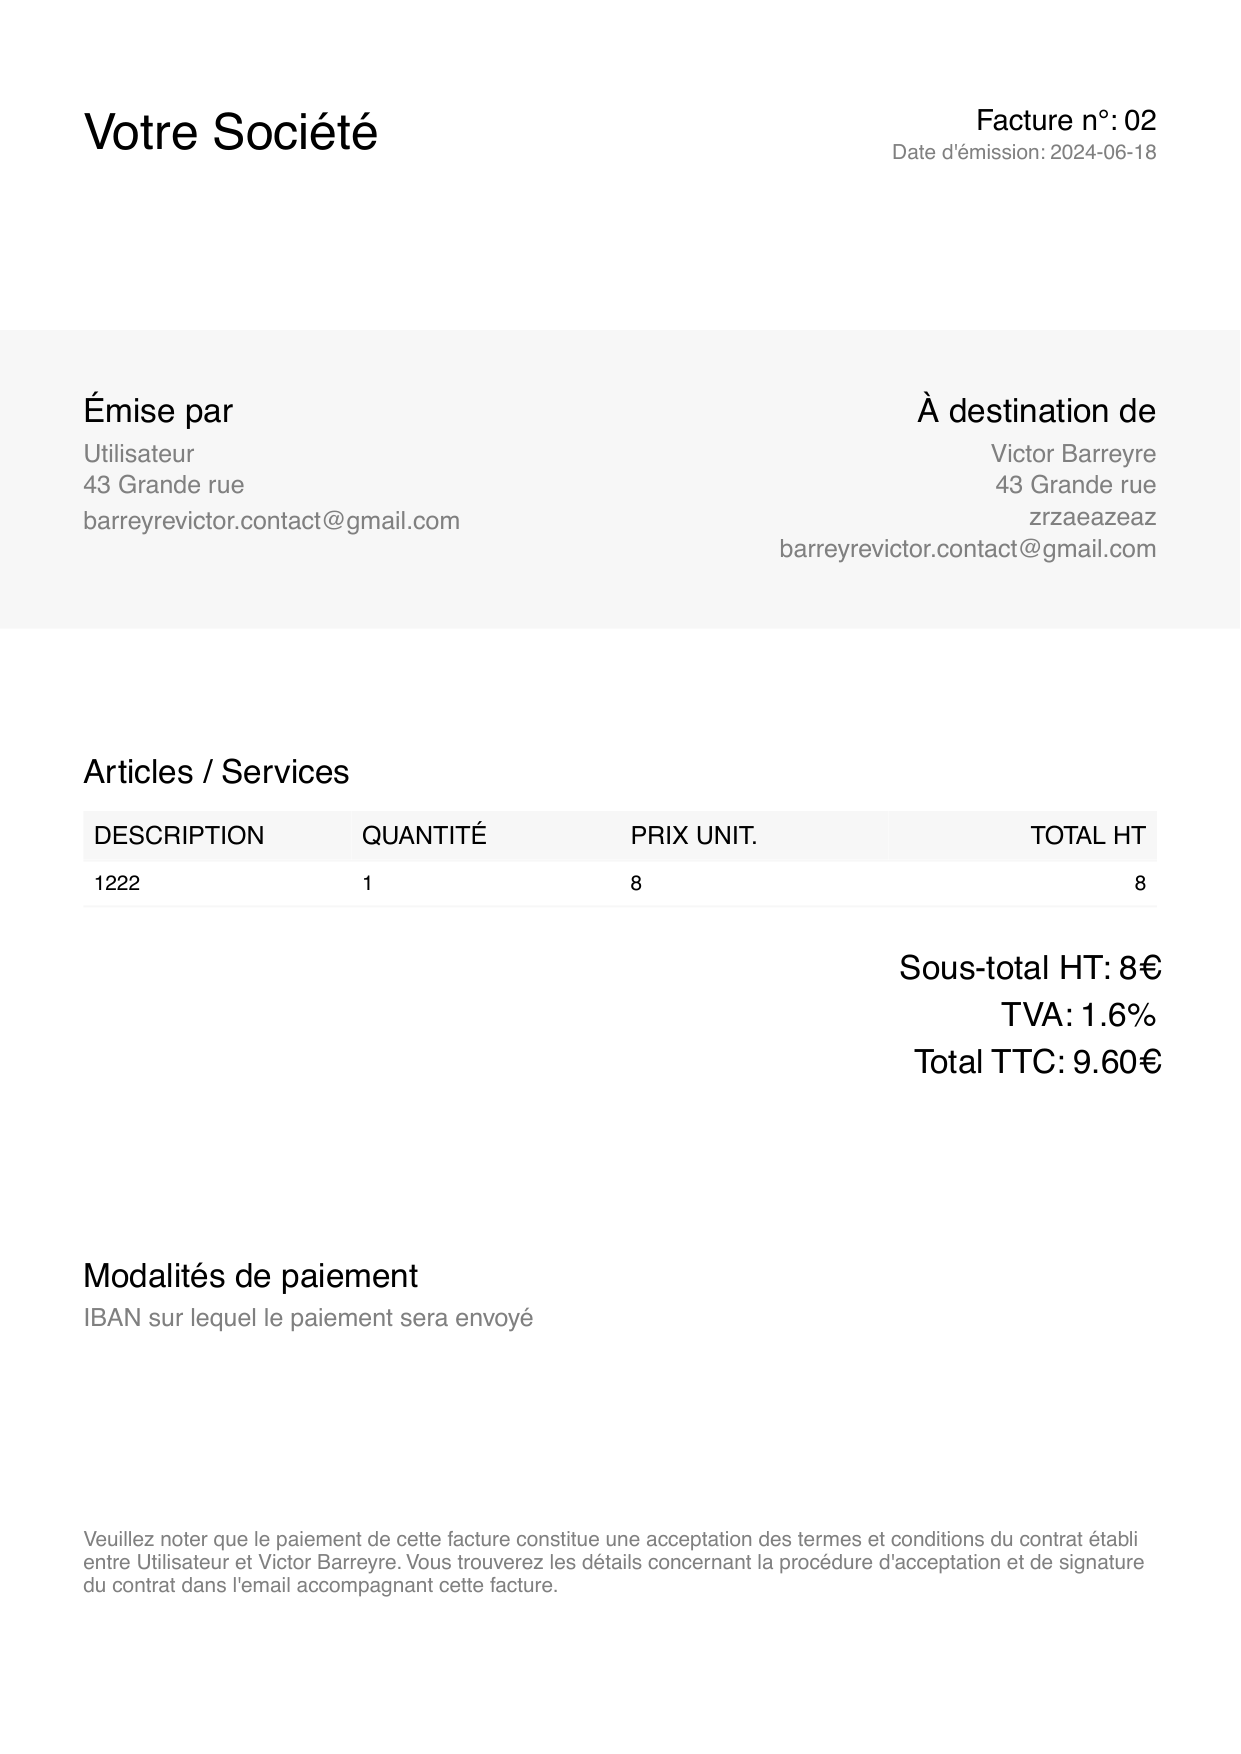 Votre Société
Facture n°: 02
Date d'émission: 2024-06-18
Émise par
Utilisateur
43 Grande rue
barreyrevictor.contact@gmail.com
À destination de
Victor Barreyre
43 Grande rue
zrzaeazeaz
barreyrevictor.contact@gmail.com
Articles / Services
DESCRIPTION QUANTITÉ PRIX UNIT. TOTAL HT
1222 1 8 8
Sous-total HT: 8€
TVA: 1.6%
Total TTC: 9.60€
Modalités de paiement
IBAN sur lequel le paiement sera envoyé
Veuillez noter que le paiement de cette facture constitue une acceptation des termes et conditions du contrat établi
entre Utilisateur et Victor Barreyre. Vous trouverez les détails concernant la procédure d'acceptation et de signature
du contrat dans l'email accompagnant cette facture.